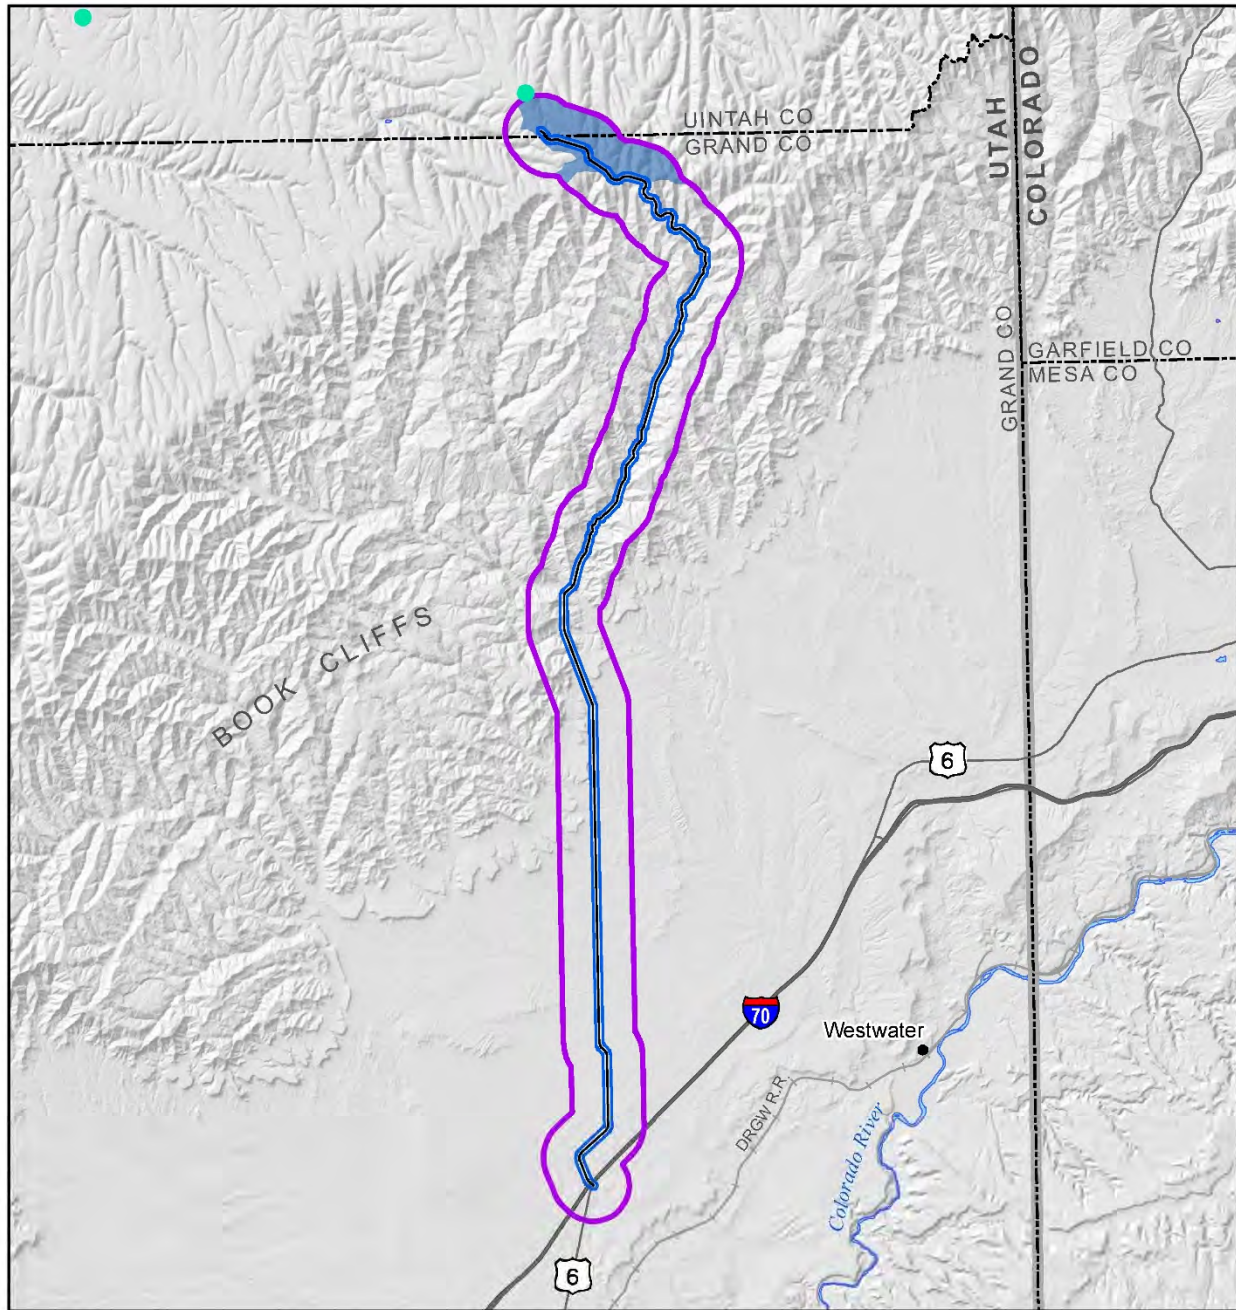 UINTAH CO
GRAND CO
UTAH
COLORADO
GRAND CO
GARFIELD CO
MESA CO
BOOK CLIFFS
6
70
Westwater
DRGW R.R
Colorado River
6